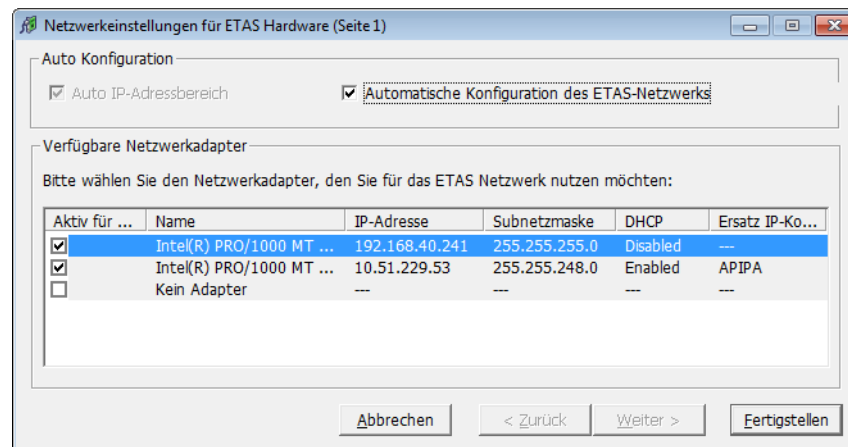 Netzwerkeinstellungen für ETAS Hardware (Seite 1)
Auto Konfiguration
Auto IP-Adressbereich Automatische Konfiguration des ETAS-Netzwerks
Verfügbare Netzwerkadapter
Bitte wählen Sie den Netzwerkadapter, den Sie für das ETAS Netzwerk nutzen möchten:
Aktiv für ... Name IP-Adresse Subnetzmaske DHCP Ersatz IP-Ko...
Intel(R) PRO/1000 MT ... 192.168.40.241 255.255.255.0 Disabled ---
Intel(R) PRO/1000 MT ... 10.51.229.53 255.255.248.0 Enabled APIPA
Kein Adapter --- --- --- ---
Abbrechen < Zurück Weiter > Fertigstellen